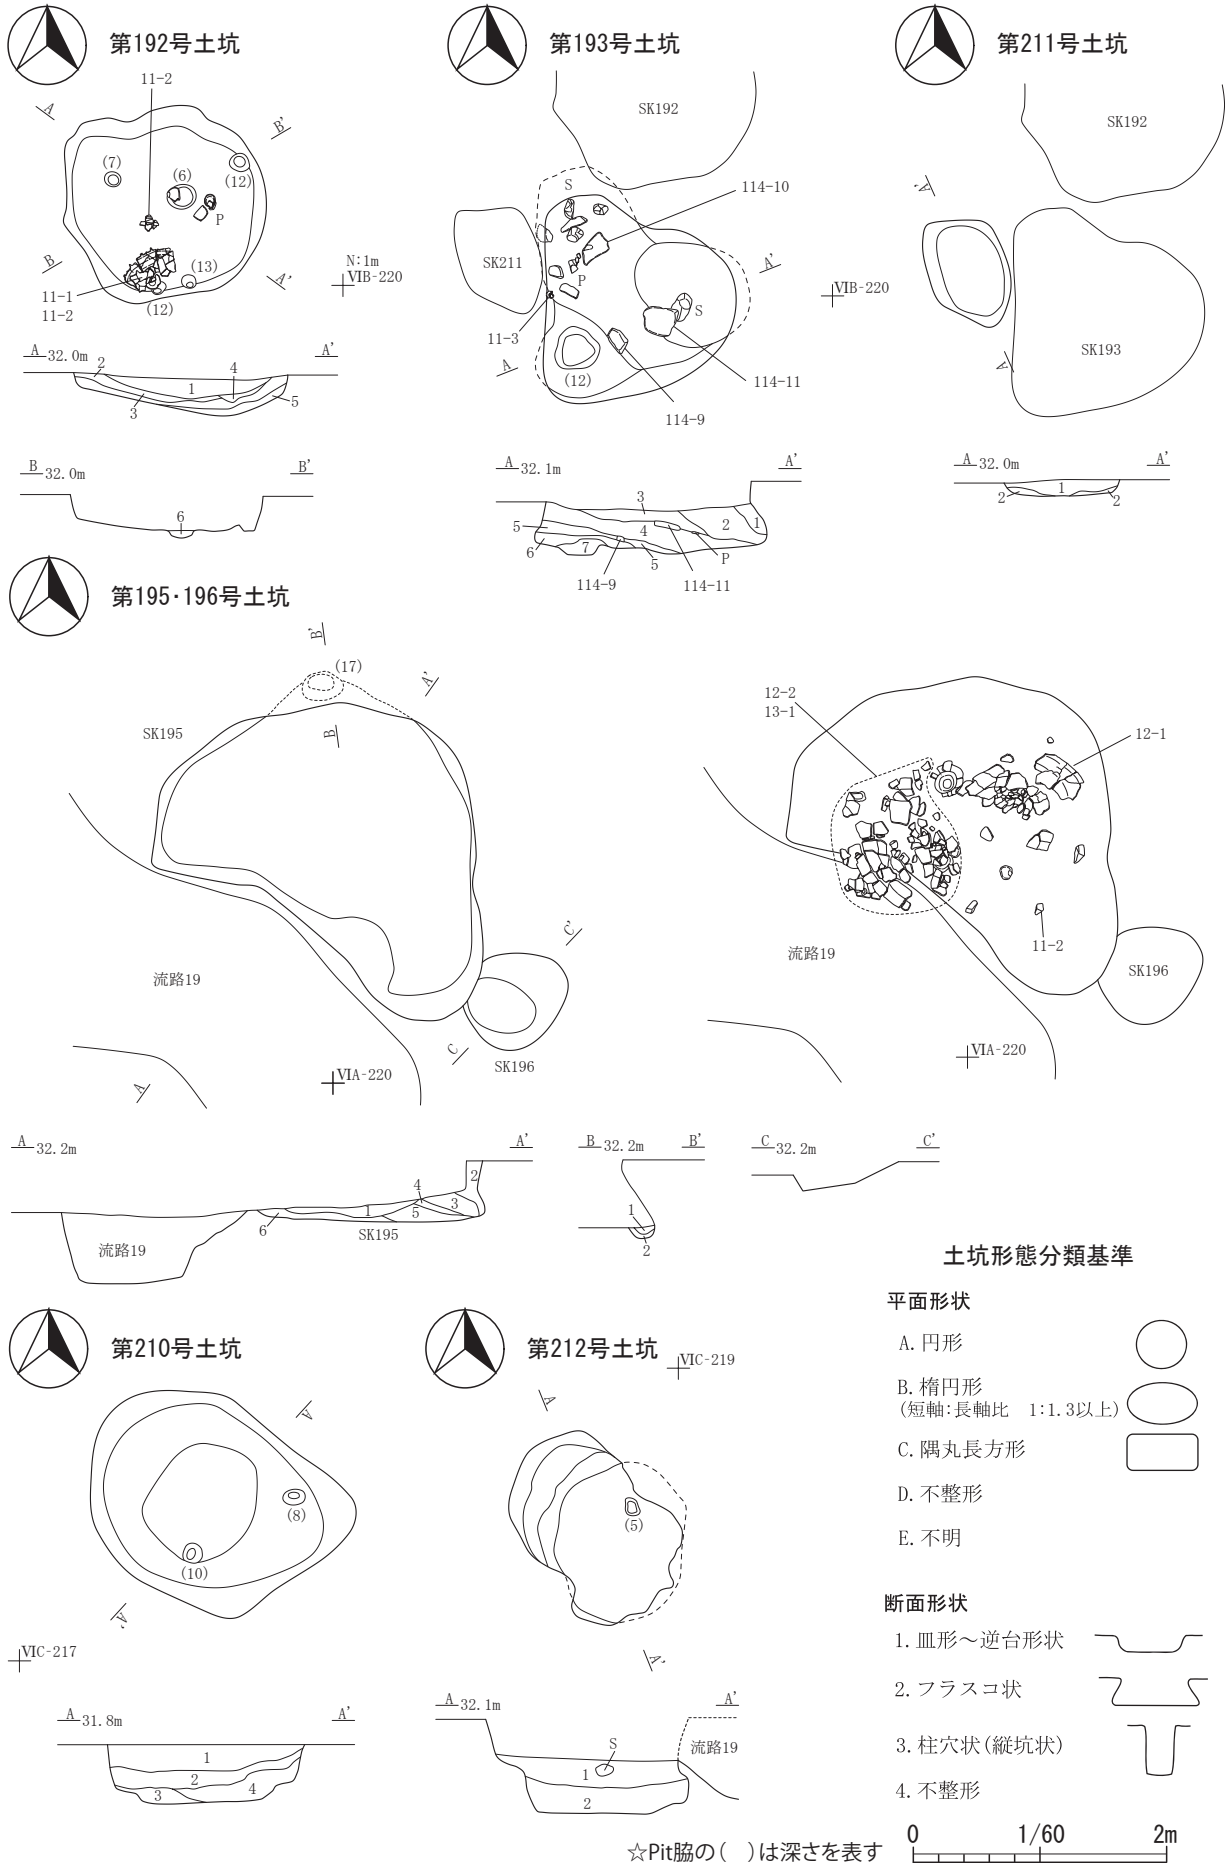 第192号土坑
11-2
A
B'
(7)
(6)
(12)
P
B
(13)
A'
11-1
11-2
(12)
N:1m
ⅥB-220
A 32.0m A'
2
4
1
3
5
B 32.0m B'
6
第193号土坑
SK192
S
114-10
SK211
A'
P
ⅥB-220
S
11-3
A
(12)
114-11
114-9
A 32.1m A'
3
5
4
2
1
6
7
5
P
114-9
114-11
第211号土坑
SK192
A'
SK193
A
A 32.0m A'
1
2
2
第195・196号土坑
B'
(17)
A'
SK195
B
流路19
C'
C
SK196
A
ⅥA-220
12-2
13-1
12-1
11-2
流路19
SK196
ⅥA-220
A 32.2m A'
2
4
3
1
5
6
SK195
流路19
B 32.2m B'
1
2
C 32.2m C'
第210号土坑
A
(8)
(10)
A'
ⅥC-217
A 31.8m A'
1
2
3
4
第212号土坑
ⅥC-219
A
(5)
A'
A 32.1m A'
S
1
流路19
2
土坑形態分類基準
平面形状
A.円形
B.楕円形
(短軸:長軸比 1:1.3以上)
C.隅丸長方形
D.不整形
E.不明
断面形状
1.皿形～逆台形状
2.フラスコ状
3.柱穴状(縦坑状)
4.不整形
☆Pit脇の( )は深さを表す
0 1/60 2m